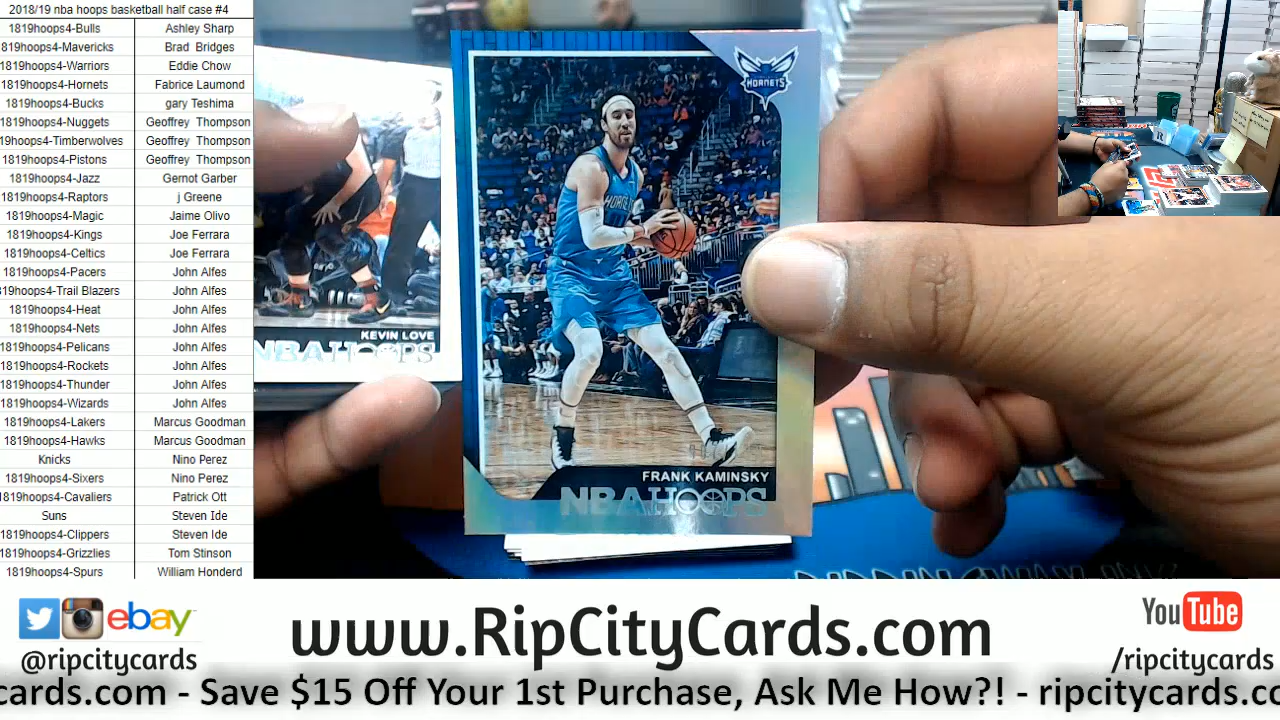 2018/19 nba hoops basketball half case #4
1819hoops4-Bulls Ashley Sharp
819hoops4-Mavericks Brad Bridges
1819hoops4-Warriors Eddie Chow
1819hoops4-Hornets Fabrice Laumond
1819hoops4-Bucks gary Teshima
1819hoops4-Nuggets Geoffrey Thompson
19hoops4-Timberwolves Geoffrey Thompson
1819hoops4-Pistons Geoffrey Thompson
1819hoops4-Jazz Gernot Garber
1819hoops4-Raptors j Greene
1819hoops4-Magic Jaime Olivo
1819hoops4-Kings Joe Ferrara
1819hoops4-Celtics Joe Ferrara
1819hoops4-Pacers John Alfes
319hoops4-Trail Blazers John Alfes
1819hoops4-Heat John Alfes
1819hoops4-Nets John Alfes
1819hoops4-Pelicans John Alfes
1819hoops4-Rockets John Alfes
1819hoops4-Thunder John Alfes
1819hoops4-Wizards John Alfes
1819hoops4-Lakers Marcus Goodman
1819hoops4-Hawks Marcus Goodman
Knicks Nino Perez
1819hoops4-Sixers Nino Perez
1819hoops4-Cavaliers Patrick Ott
Suns Steven Ide
1819hoops4-Clippers Steven Ide
1819hoops4-Grizzlies Tom Stinson
1819hoops4-Spurs William Honderd
HORNETS
KEVIN LOVE
NBA HOOPS
FRANK KAMINSKY
NBA HOOPS
ebay
@ripcitycards
www.RipCityCards.com
You Tube
/ripcitycards
cards.com - Save $15 Off Your 1st Purchase, Ask Me How?! - ripcitycards.co